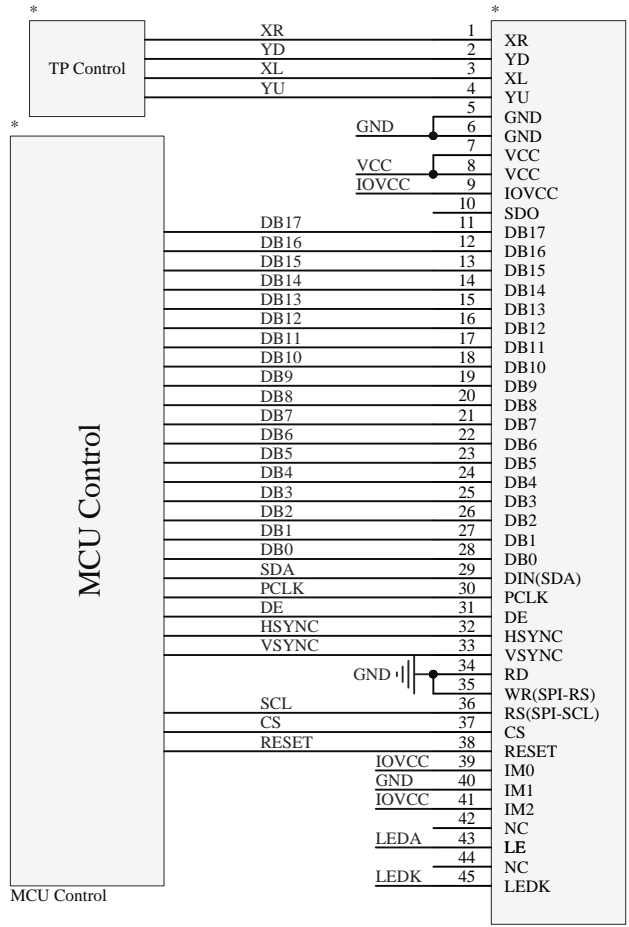 * *
XR 1 XR
YD 2 YD
TP Control XL 3 XL
YU 4 YU
5 GND
* GND 6 GND
7 VCC
VCC 8 VCC
IOVCC 9 IOVCC
10 SDO
DB17 11 DB17
DB16 12 DB16
DB15 13 DB15
DB14 14 DB14
DB13 15 DB13
DB12 16 DB12
DB11 17 DB11
DB10 18 DB10
DB9 19 DB9
DB8 20 DB8
DB7 21 DB7
DB6 22 DB6
DB5 23 DB5
DB4 24 DB4
DB3 25 DB3
DB2 26 DB2
DB1 27 DB1
DB0 28 DB0
SDA 29 DIN(SDA)
PCLK 30 PCLK
DE 31 DE
HSYNC 32 HSYNC
VSYNC 33 VSYNC
GND 34 RD
35 WR(SPI-RS)
SCL 36 RS(SPI-SCL)
CS 37 CS
RESET 38 RESET
IOVCC 39 IM0
GND 40 IM1
IOVCC 41 IM2
42 NC
LEDA 43 LE
44 NC
LEDK 45 LEDK
MCU Control
MCU Control